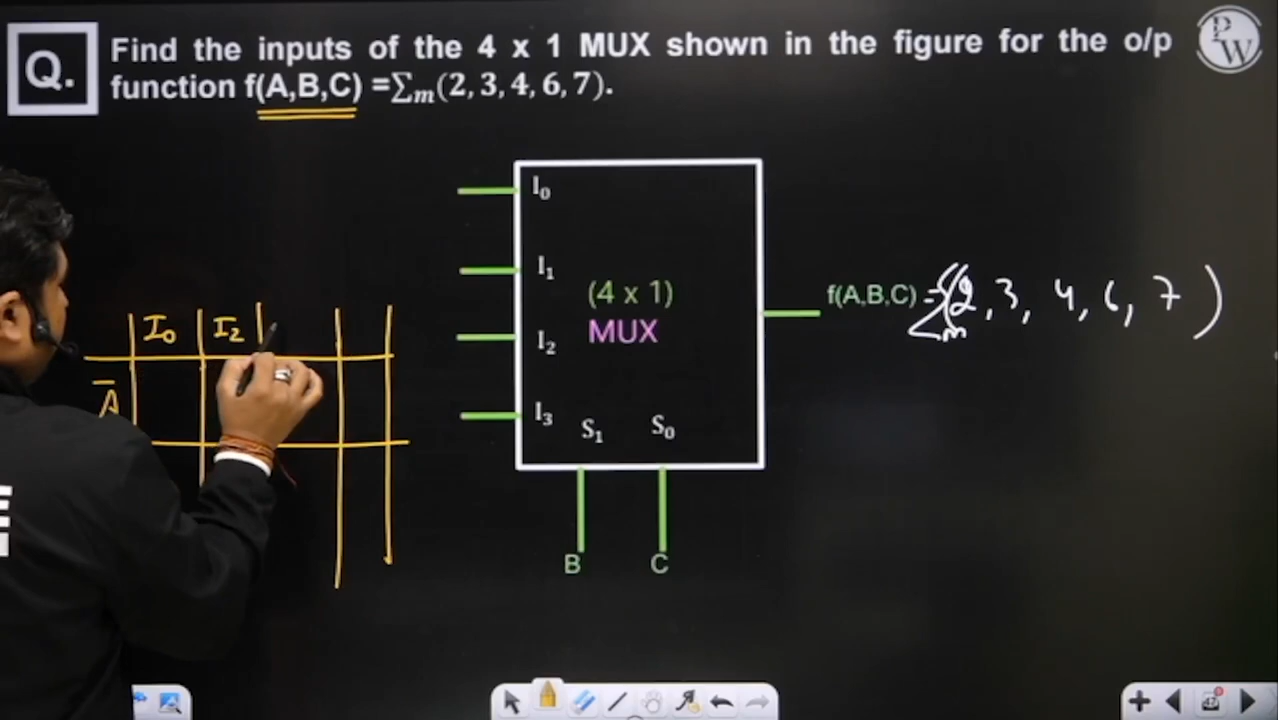 Q. Find the inputs of the 4 x 1 MUX shown in the figure for the o/p
function f(A,B,C) =∑m(2, 3, 4, 6, 7).
P W
I0
I1
I2
I3
(4 x 1)
MUX
S1 S0
B C
f(A,B,C) = ∑m(2, 3, 4, 6, 7)
I0 I2
Ā